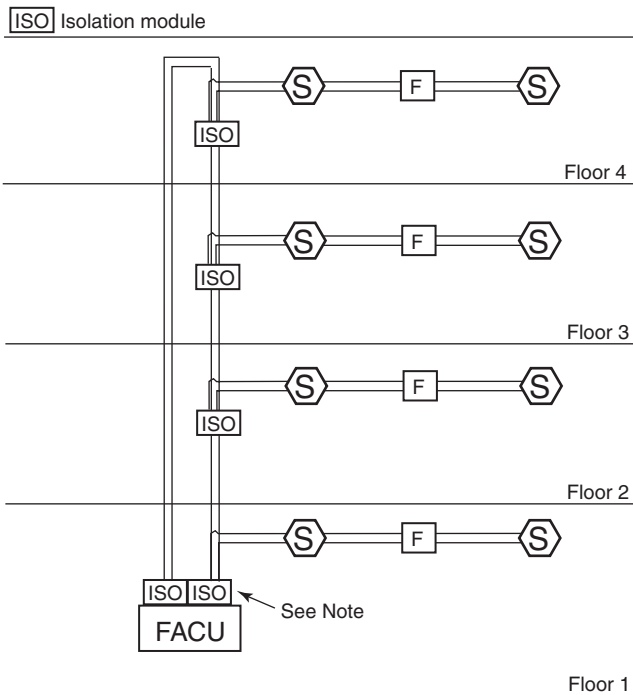 ISO Isolation module
S F S
ISO
Floor 4
S F S
ISO
Floor 3
S F S
ISO
Floor 2
S F S
ISO ISO
See Note
FACU
Floor 1